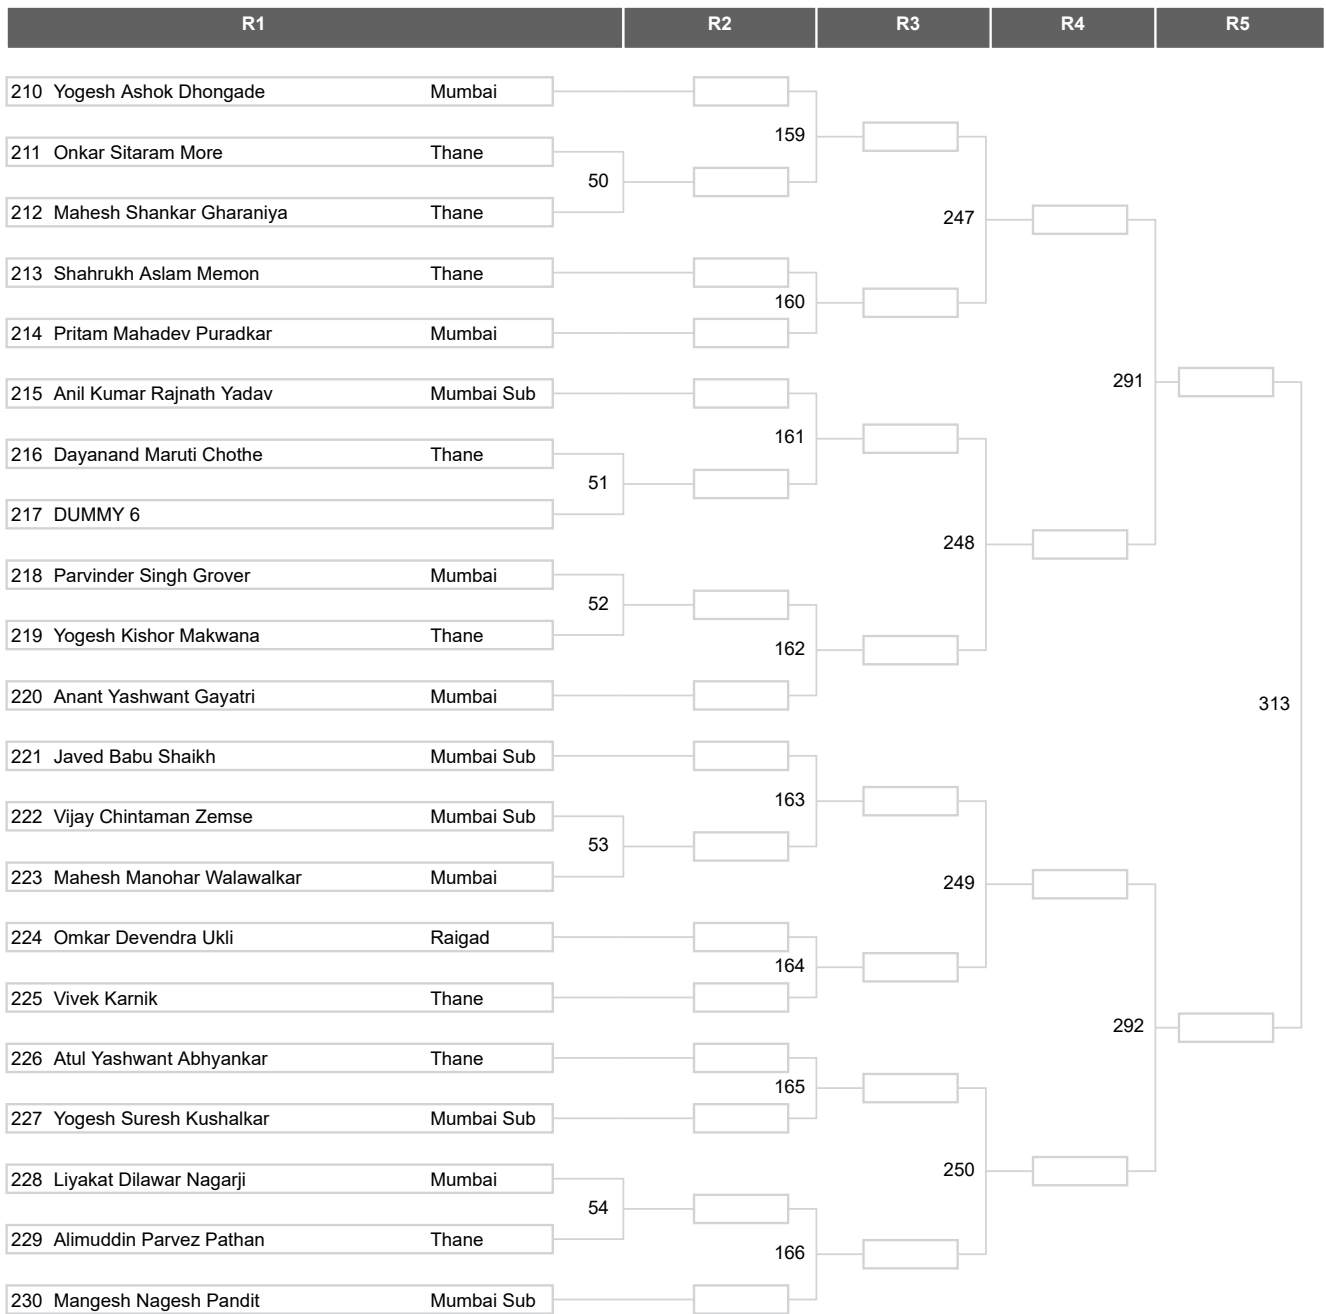 R1 R2 R3 R4 R5
210 Yogesh Ashok Dhongade Mumbai
159
211 Onkar Sitaram More Thane
50
212 Mahesh Shankar Gharaniya Thane
247
213 Shahrukh Aslam Memon Thane
160
214 Pritam Mahadev Puradkar Mumbai
291
215 Anil Kumar Rajnath Yadav Mumbai Sub
161
216 Dayanand Maruti Chothe Thane
51
217 DUMMY 6
248
218 Parvinder Singh Grover Mumbai
52
219 Yogesh Kishor Makwana Thane
162
220 Anant Yashwant Gayatri Mumbai
313
221 Javed Babu Shaikh Mumbai Sub
163
222 Vijay Chintaman Zemse Mumbai Sub
53
223 Mahesh Manohar Walawalkar Mumbai
249
224 Omkar Devendra Ukli Raigad
164
225 Vivek Karnik Thane
292
226 Atul Yashwant Abhyankar Thane
165
227 Yogesh Suresh Kushalkar Mumbai Sub
250
228 Liyakat Dilawar Nagarji Mumbai
54
229 Alimuddin Parvez Pathan Thane
166
230 Mangesh Nagesh Pandit Mumbai Sub